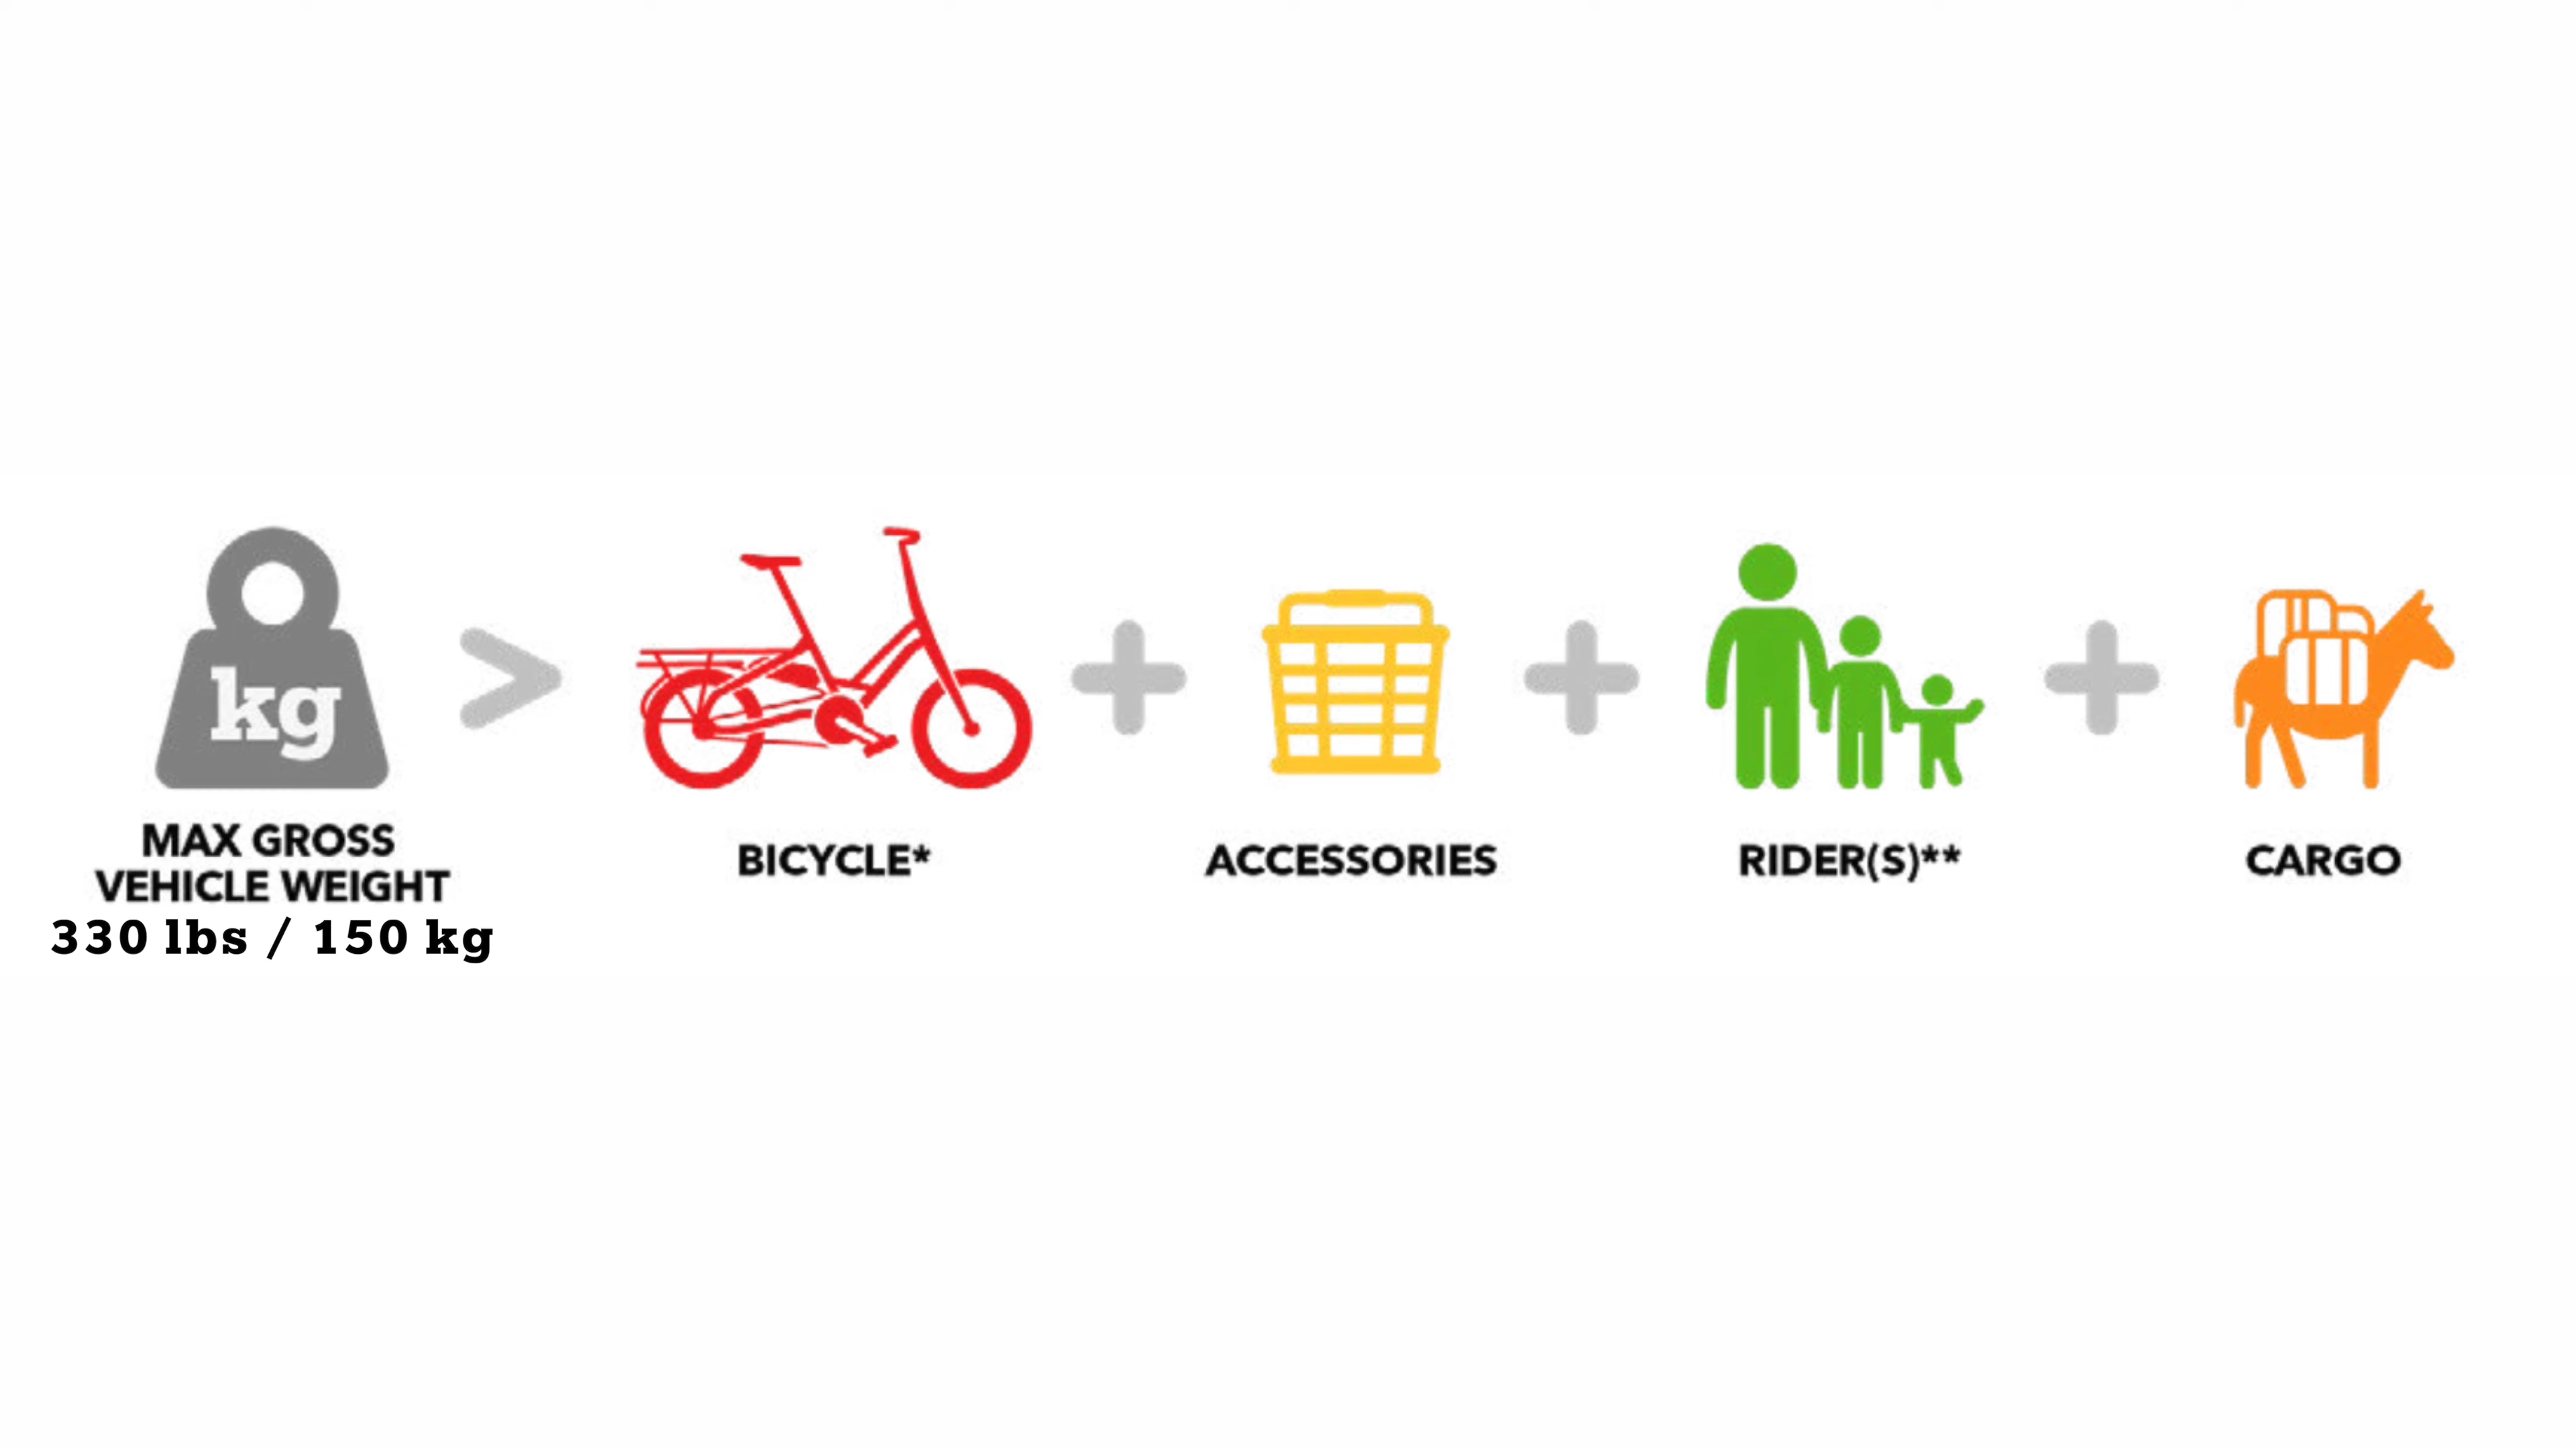 kg
MAX GROSS
VEHICLE WEIGHT
330 lbs / 150 kg
>
BICYCLE*
+
ACCESSORIES
+
RIDER(S)**
+
CARGO